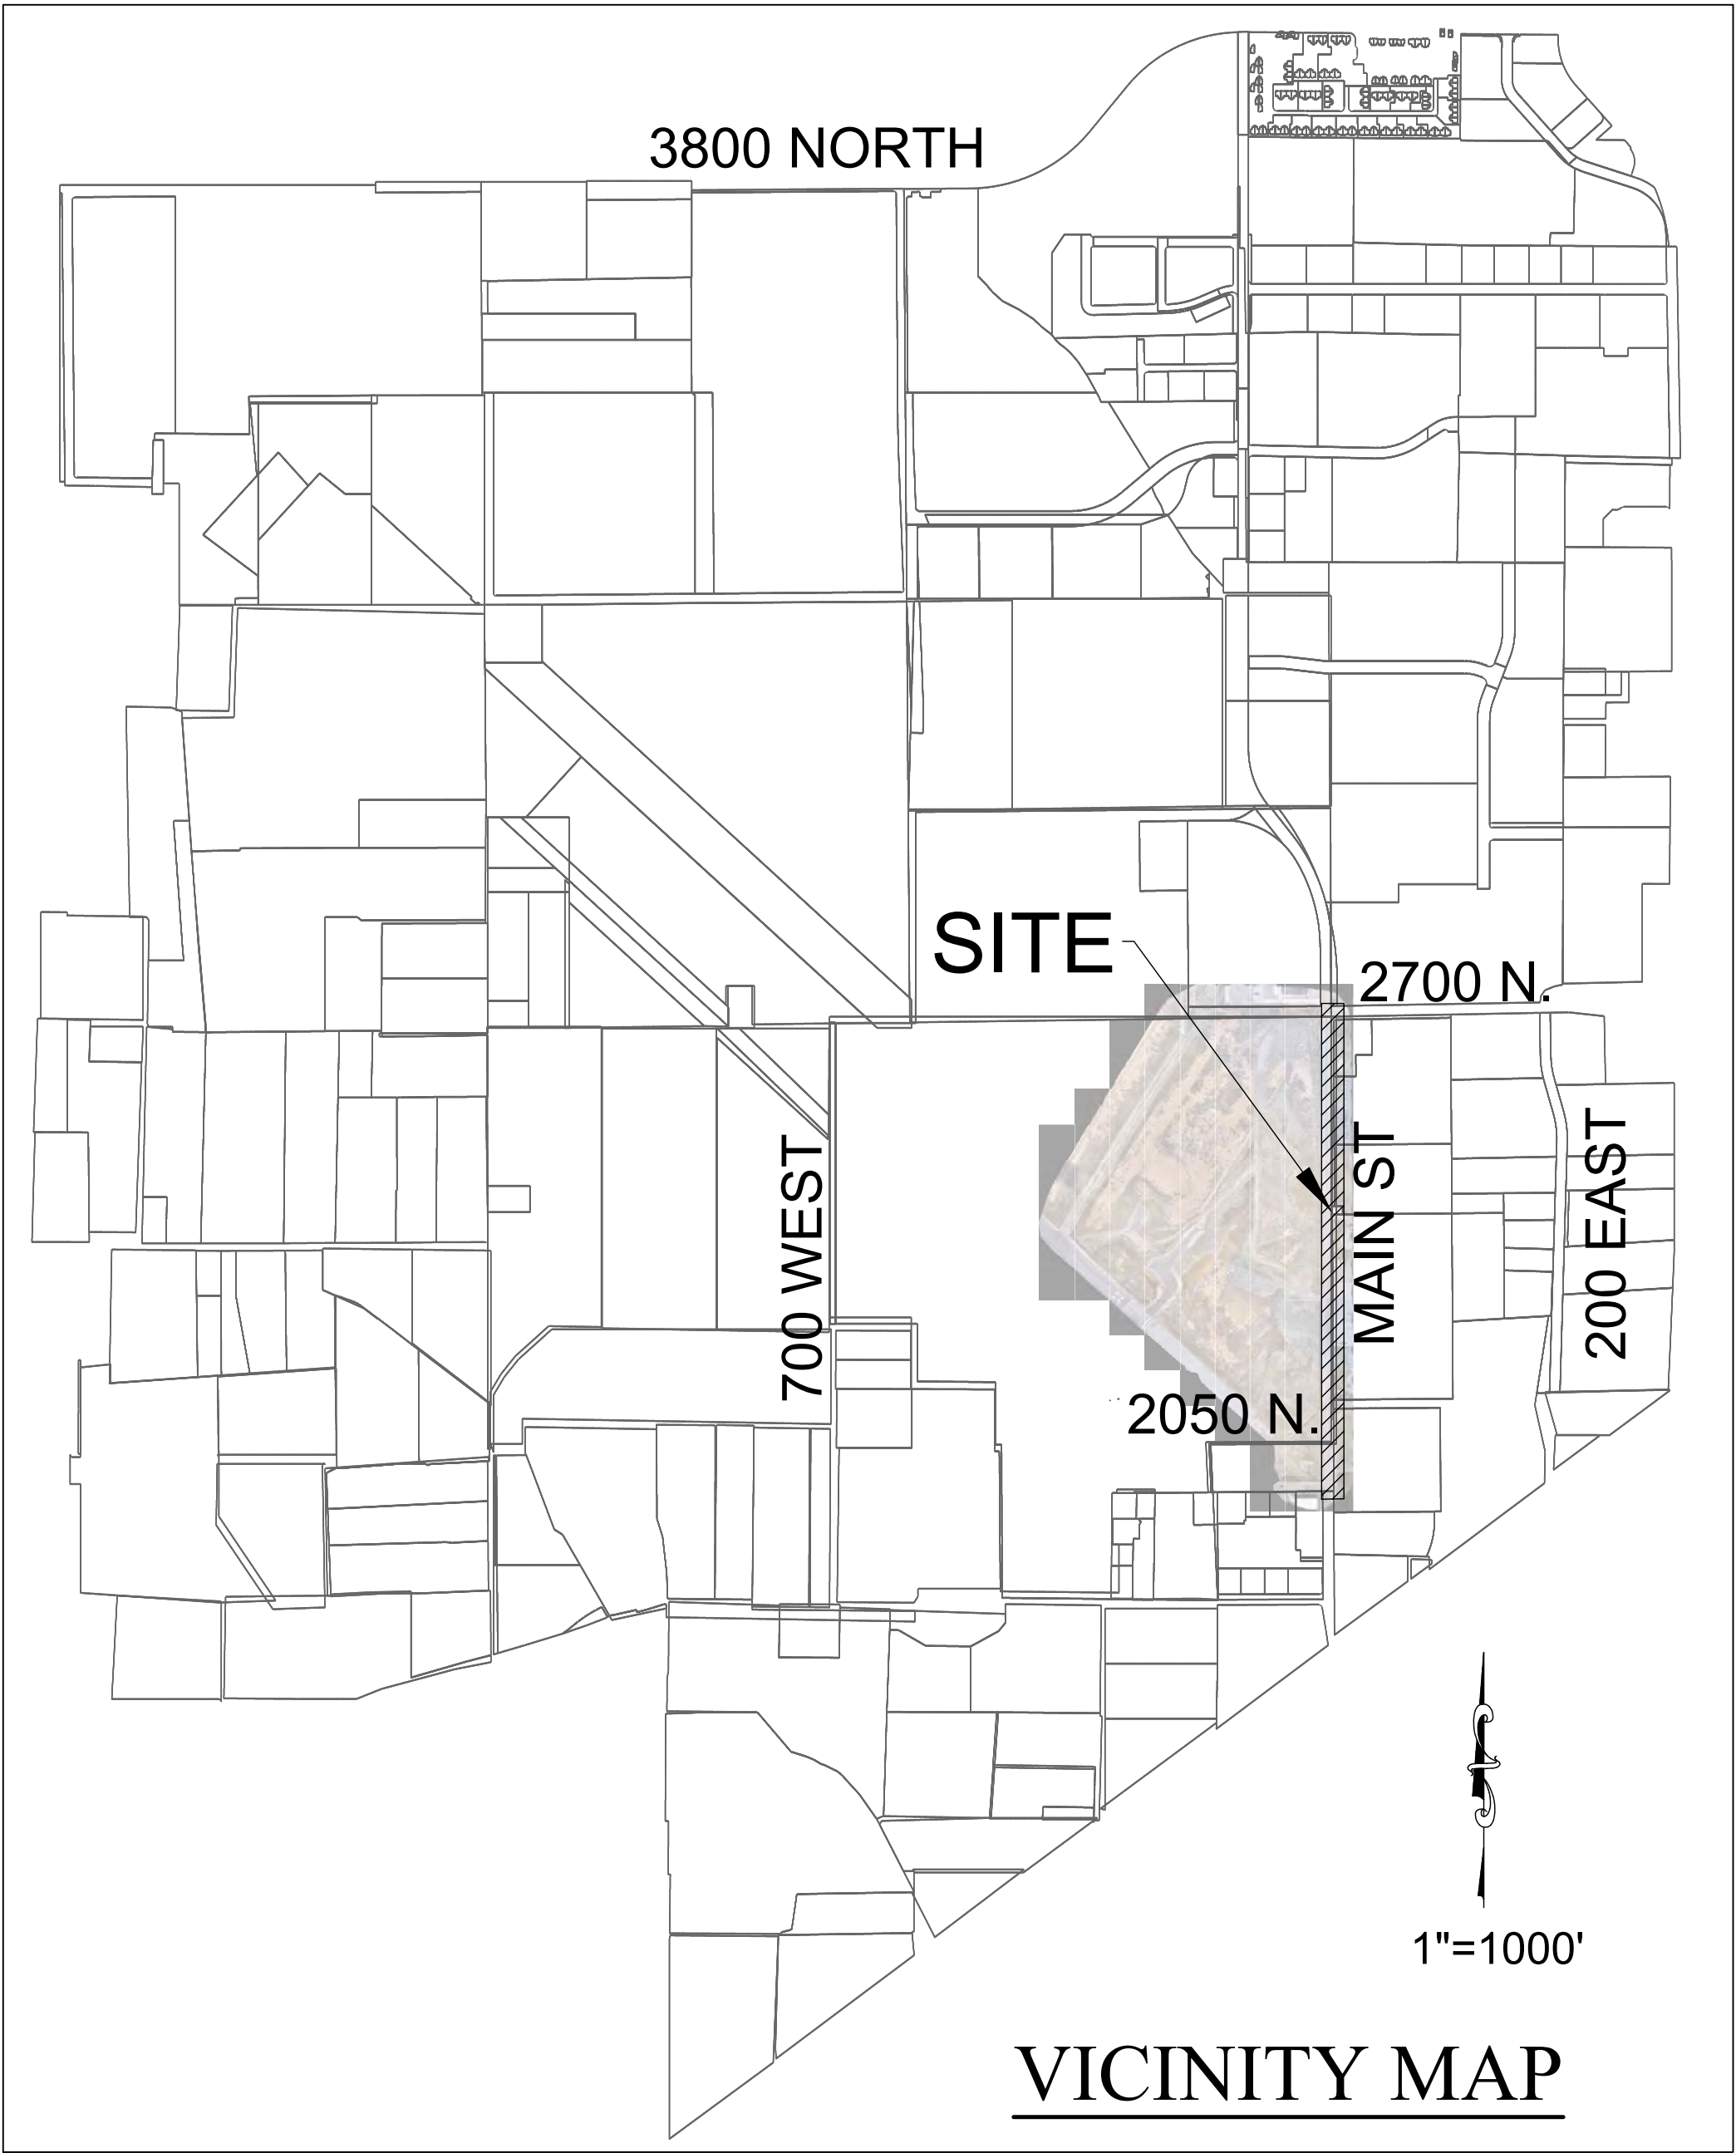 3800 NORTH
SITE
2700 N.
700 WEST
MAIN ST
200 EAST
2050 N.
1"=1000'
VICINITY MAP